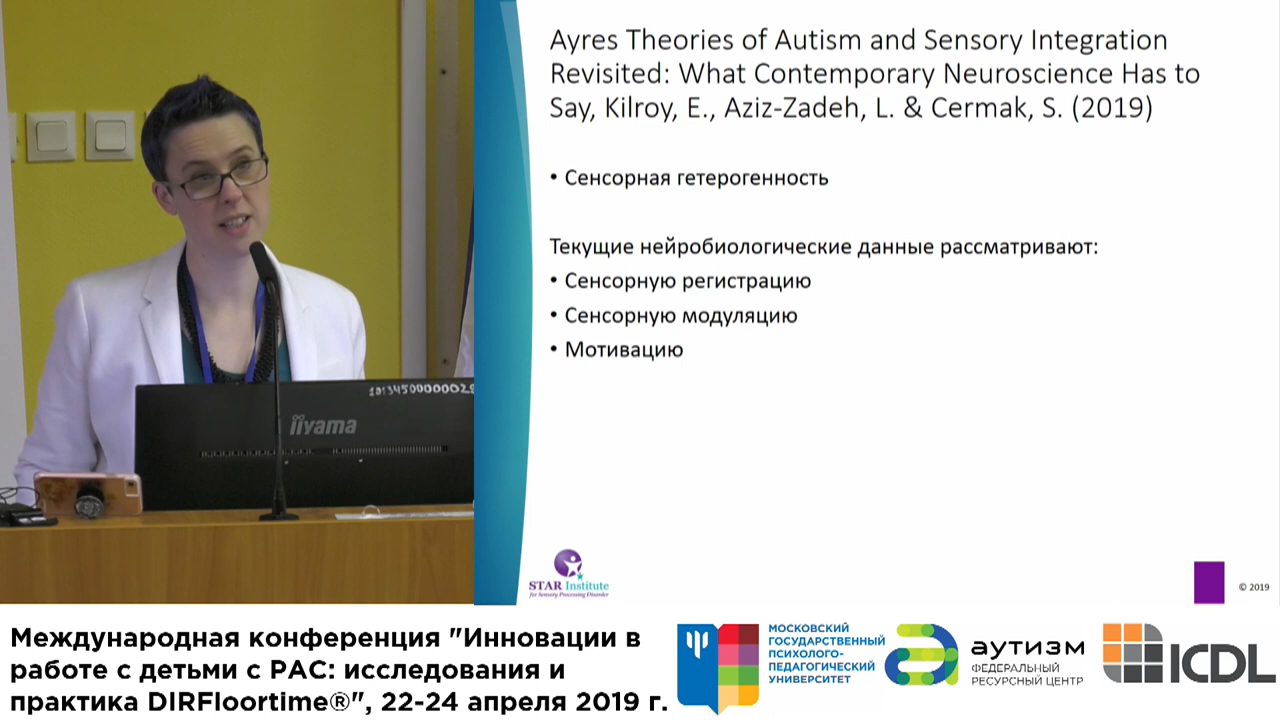 Ayres Theories of Autism and Sensory Integration
Revisited: What Contemporary Neuroscience Has to
Say, Kilroy, E., Aziz-Zadeh, L. & Cermak, S. (2019)
• Сенсорная гетерогенность
Текущие нейробиологические данные рассматривают:
• Сенсорную регистрацию
• Сенсорную модуляцию
• Мотивацию
iiyama
STAR Institute
for Sensory Processing Disorder
© 2019
Международная конференция "Инновации в
работе с детьми с РАС: исследования и
практика DIRFloortime®", 22-24 апреля 2019 г.
МОСКОВСКИЙ
ГОСУДАРСТВЕННЫЙ
ПСИХОЛОГО-
ПЕДАГОГИЧЕСКИЙ
УНИВЕРСИТЕТ
аутизм
ФЕДЕРАЛЬНЫЙ
РЕСУРСНЫЙ ЦЕНТР
ICDL